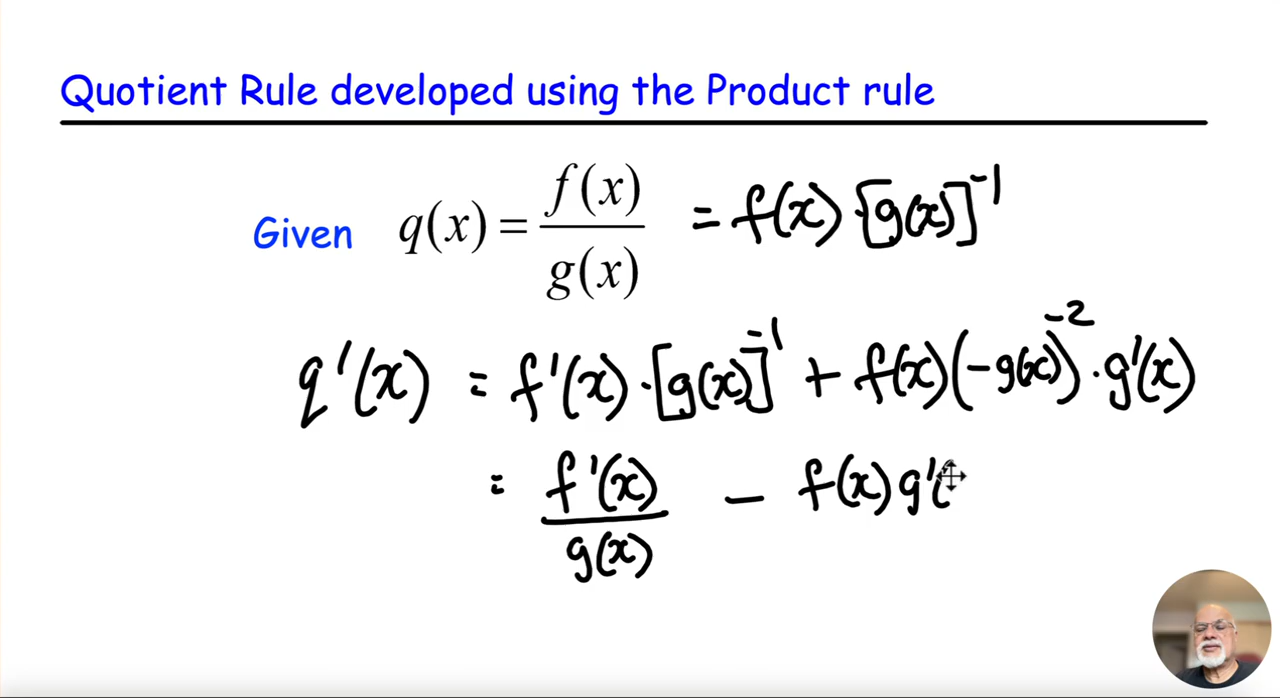 Quotient Rule developed using the Product rule
Given q(x) = f(x)/g(x) = f(x) · [g(x)]⁻¹
q'(x) = f'(x) · [g(x)]⁻¹ + f(x)(-g(x))⁻² · g'(x)
= f'(x)/g(x) - f(x) g'(